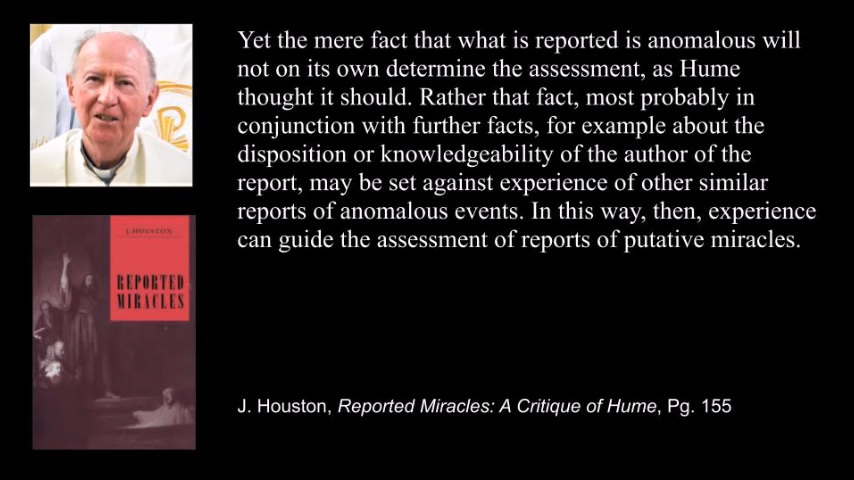 Yet the mere fact that what is reported is anomalous will
not on its own determine the assessment, as Hume
thought it should. Rather that fact, most probably in
conjunction with further facts, for example about the
disposition or knowledgeability of the author of the
report, may be set against experience of other similar
reports of anomalous events. In this way, then, experience
can guide the assessment of reports of putative miracles.
J. HOUSTON
REPORTED
MIRACLES
J. Houston, Reported Miracles: A Critique of Hume, Pg. 155